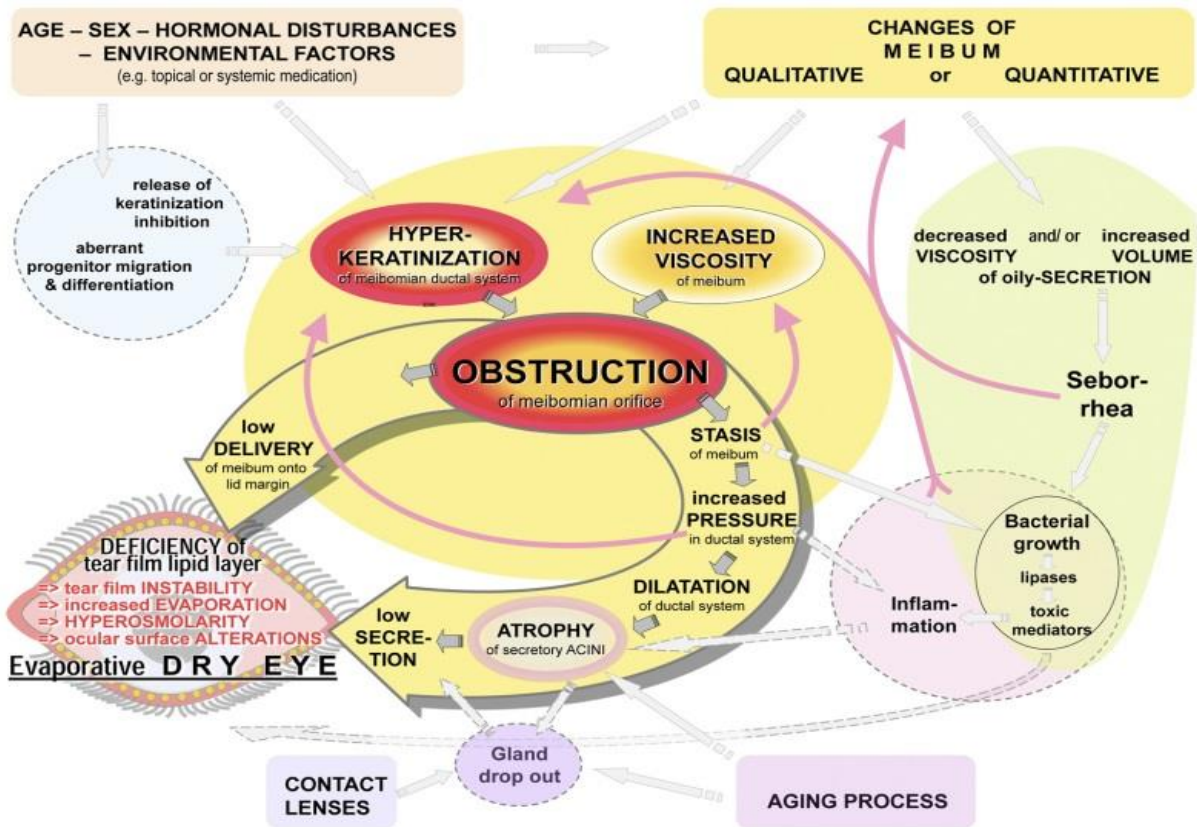 AGE – SEX – HORMONAL DISTURBANCES
– ENVIRONMENTAL FACTORS
(e.g. topical or systemic medication)
CHANGES OF
M E I B U M
QUALITATIVE or QUANTITATIVE
release of
keratinization
inhibition
aberrant
progenitor migration
& differentiation
HYPER-
KERATINIZATION
of meibomian ductal system
INCREASED
VISCOSITY
of meibum
decreased and/ or increased
VISCOSITY VOLUME
of oily-SECRETION
OBSTRUCTION
of meibomian orifice
Sebor-
rhea
low
DELIVERY
of meibum onto
lid margin
STASIS
of meibum
increased
PRESSURE
in ductal system
DILATATION
of ductal system
Bacterial
growth
lipases
toxic
mediators
Inflam-
mation
DEFICIENCY of
tear film lipid layer
=> tear film INSTABILITY
=> increased EVAPORATION
=> HYPEROSMOLARITY
=> ocular surface ALTERATIONS
Evaporative D R Y E Y E
low
SECRE-
TION
ATROPHY
of secretory ACINI
Gland
drop out
CONTACT
LENSES
AGING PROCESS